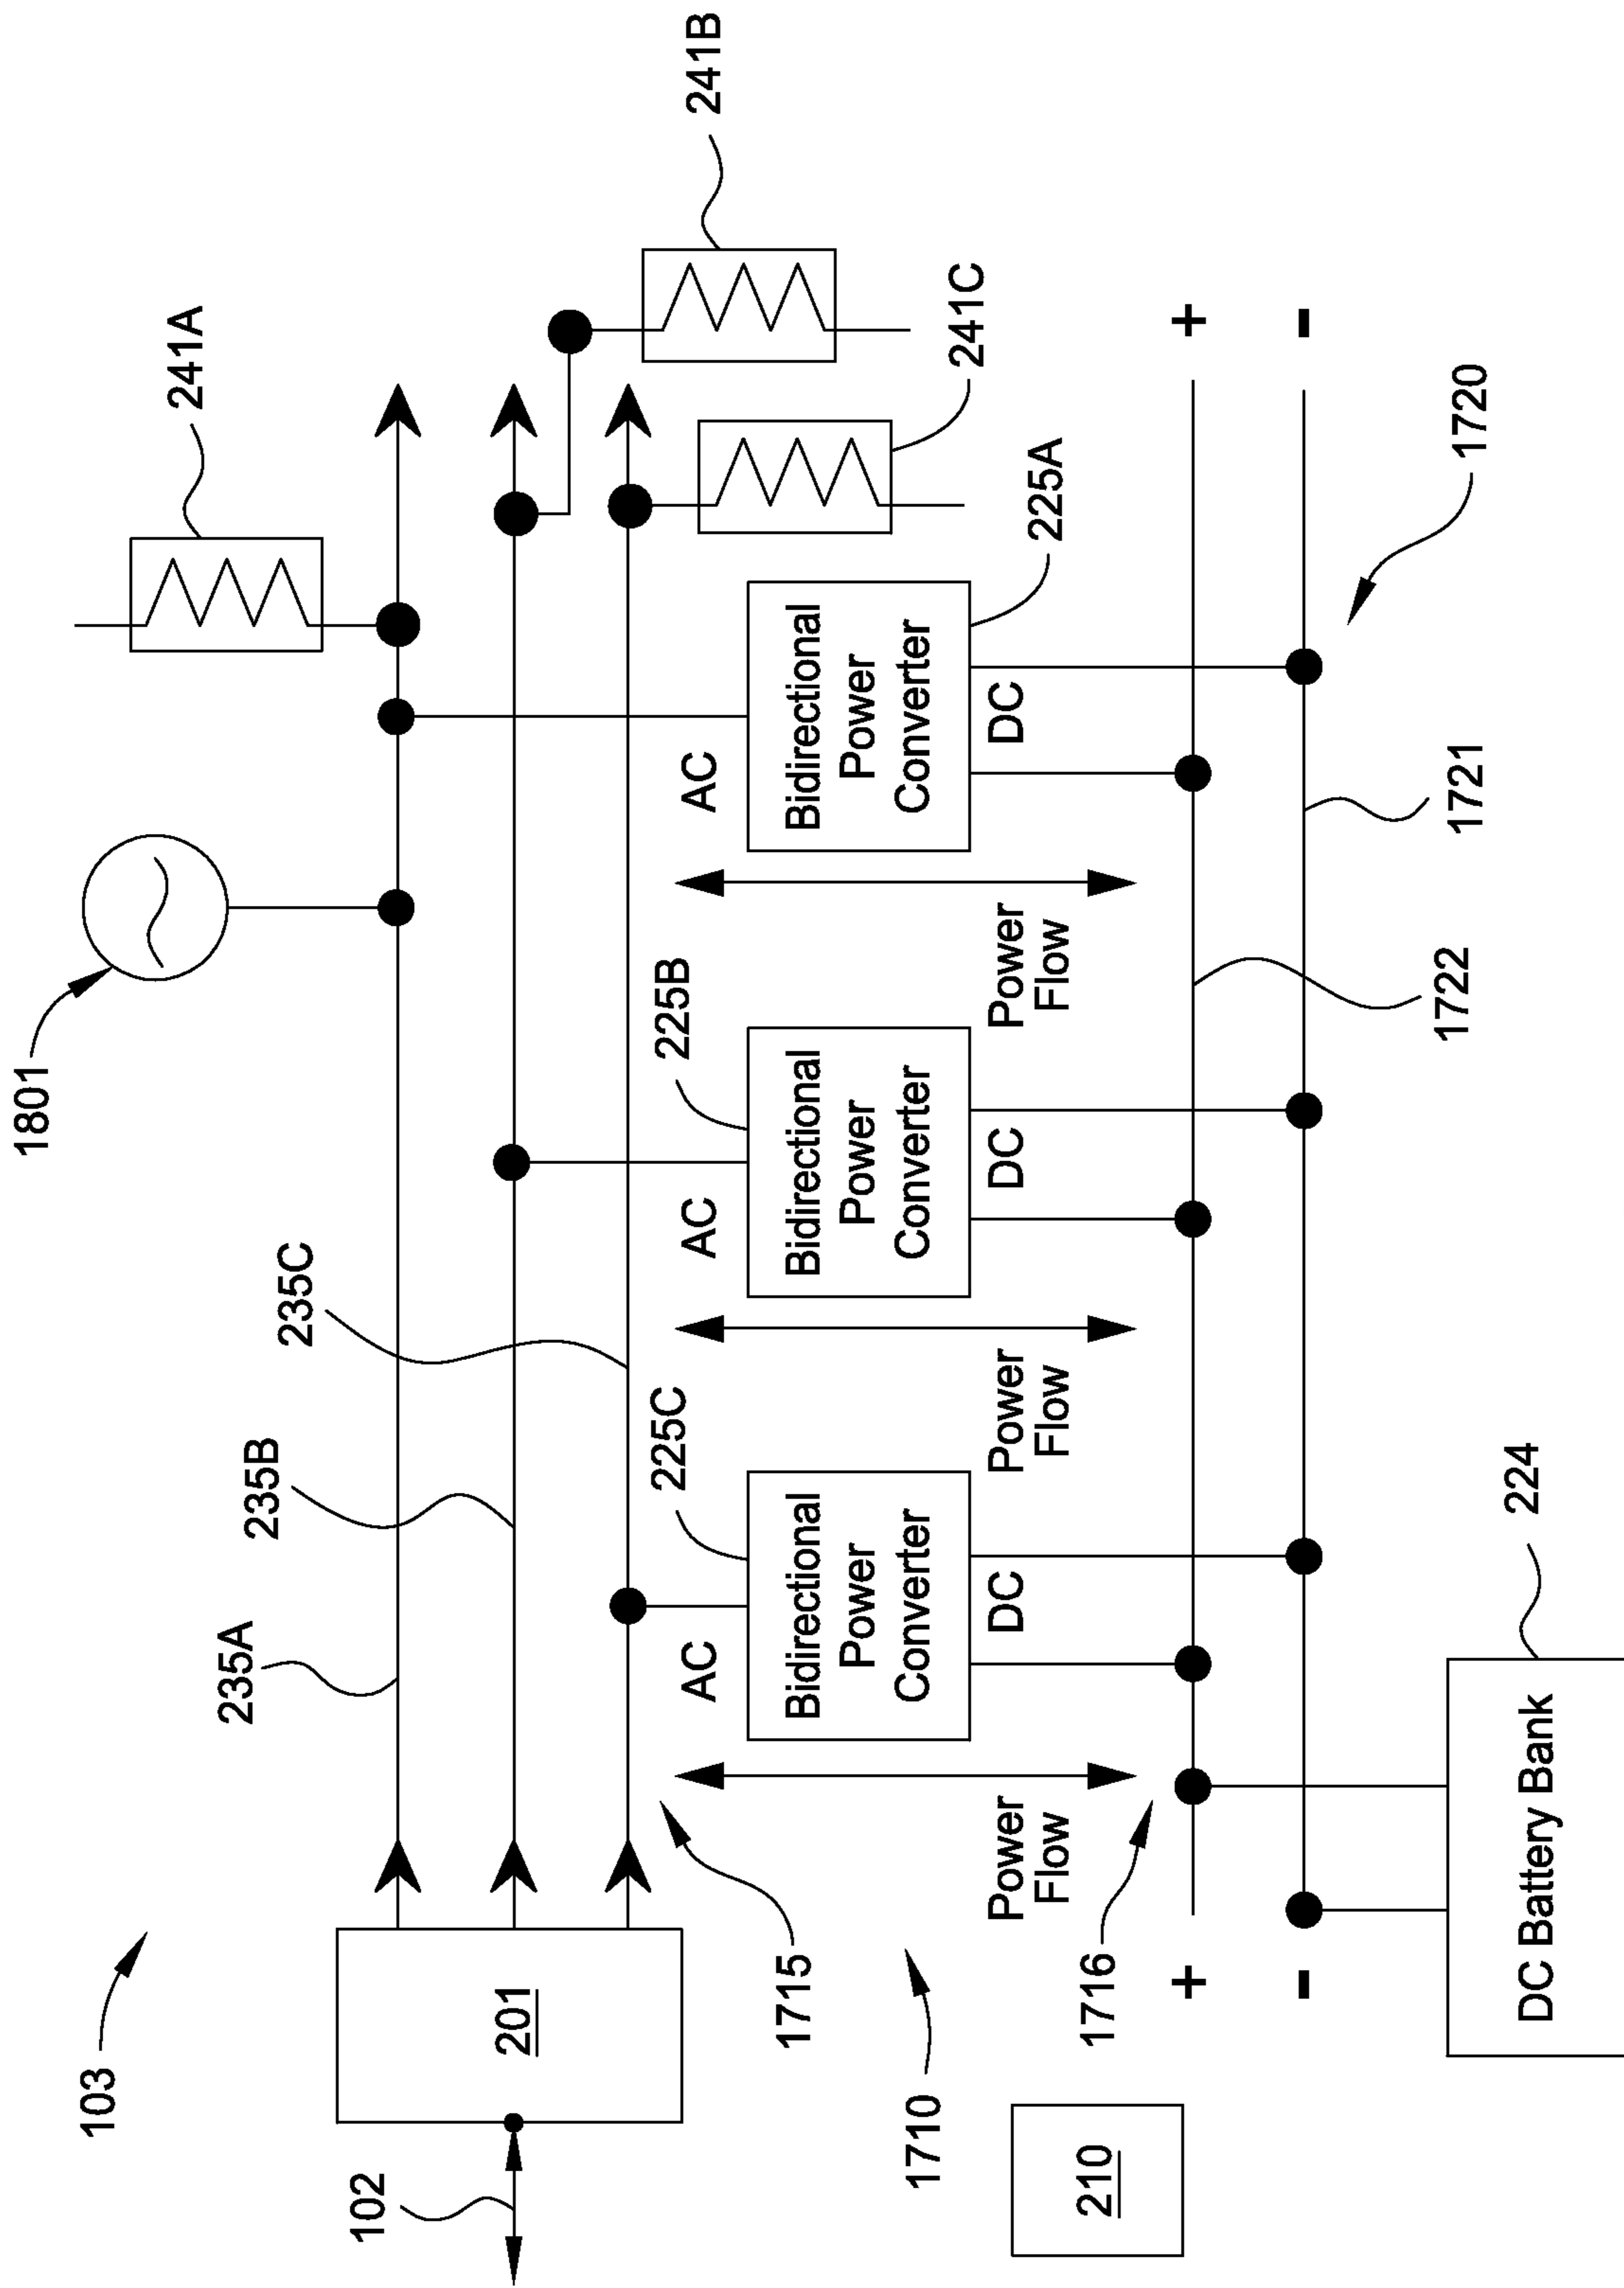 103
1801
241A
241B
235A
235B
235C
102
201
241C
225C
225B
225A
AC
AC
AC
1715
Bidirectional
Power
Converter
Bidirectional
Power
Converter
Bidirectional
Power
Converter
1710
DC
DC
DC
Power
Flow
Power
Flow
Power
Flow
210
1716
+
+
-
-
1722
1721
1720
DC Battery Bank
224